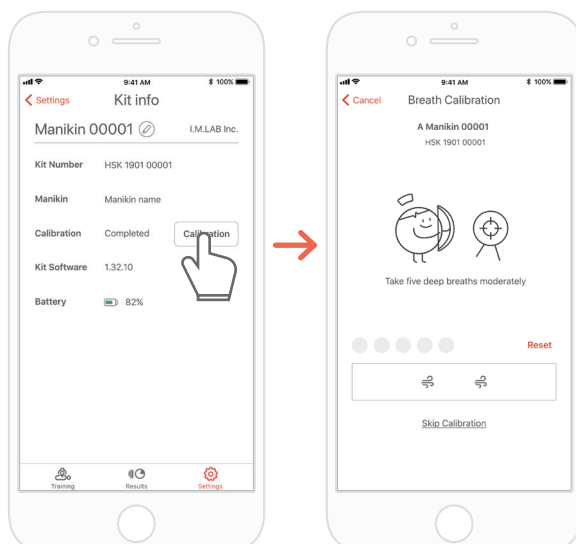 9:41 AM
100%
Settings
Kit info
Manikin 00001
I.M.LAB Inc.
Kit Number HSK 1901 00001
Manikin Manikin name
Calibration Completed Calibration
Kit Software 1.32.10
Battery 82%
Training Results Settings
9:41 AM
100%
Cancel
Breath Calibration
A Manikin 00001
HSK 1901 00001
Take five deep breaths moderately
Reset
Skip Calibration